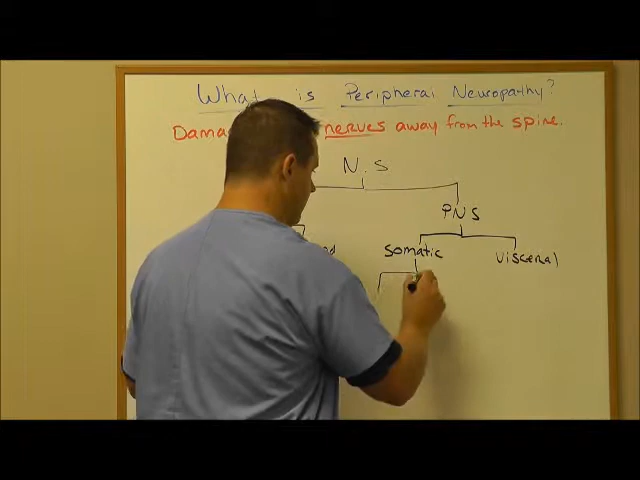 What is Peripheral Neuropathy?
nerves away from the spine.
N.S
PNS
Somatic
Visceral